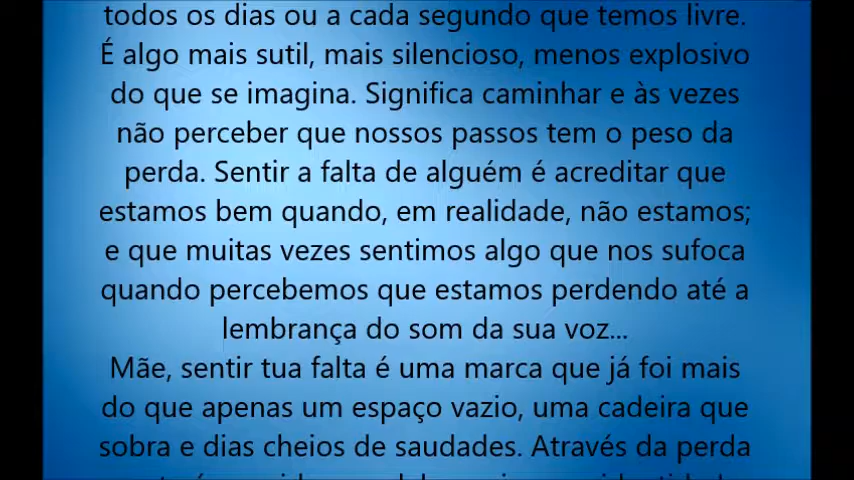 todos os dias ou a cada segundo que temos livre.
É algo mais sutil, mais silencioso, menos explosivo
do que se imagina. Significa caminhar e às vezes
não perceber que nossos passos tem o peso da
perda. Sentir a falta de alguém é acreditar que
estamos bem quando, em realidade, não estamos;
e que muitas vezes sentimos algo que nos sufoca
quando percebemos que estamos perdendo até a
lembrança do som da sua voz...
Mãe, sentir tua falta é uma marca que já foi mais
do que apenas um espaço vazio, uma cadeira que
sobra e dias cheios de saudades. Através da perda